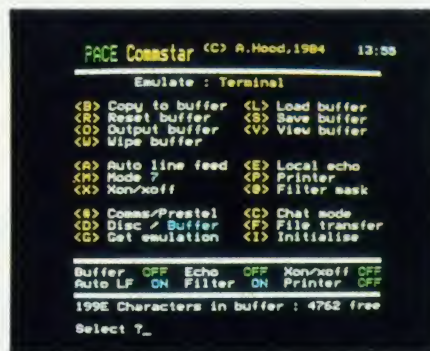 PACE Commstar (C) A.Hood,1984 13:55
Emulate : Terminal
<B> Copy to buffer <L> Load buffer
<R> Reset buffer <S> Save buffer
<O> Output buffer <V> View buffer
<W> Wipe buffer
<A> Auto line feed <E> Local echo
<M> Mode 7 <P> Printer
<X> Xon/xoff <@> Filter mask
<*> Comms/Prestel <C> Chat mode
<D> Disc / Buffer <F> File transfer
<G> Get emulation <I> Initialise
Buffer OFF Echo OFF Xon/xoff OFF
Auto LF ON Filter ON Printer OFF
199E Characters in buffer : 4762 free
Select ?_